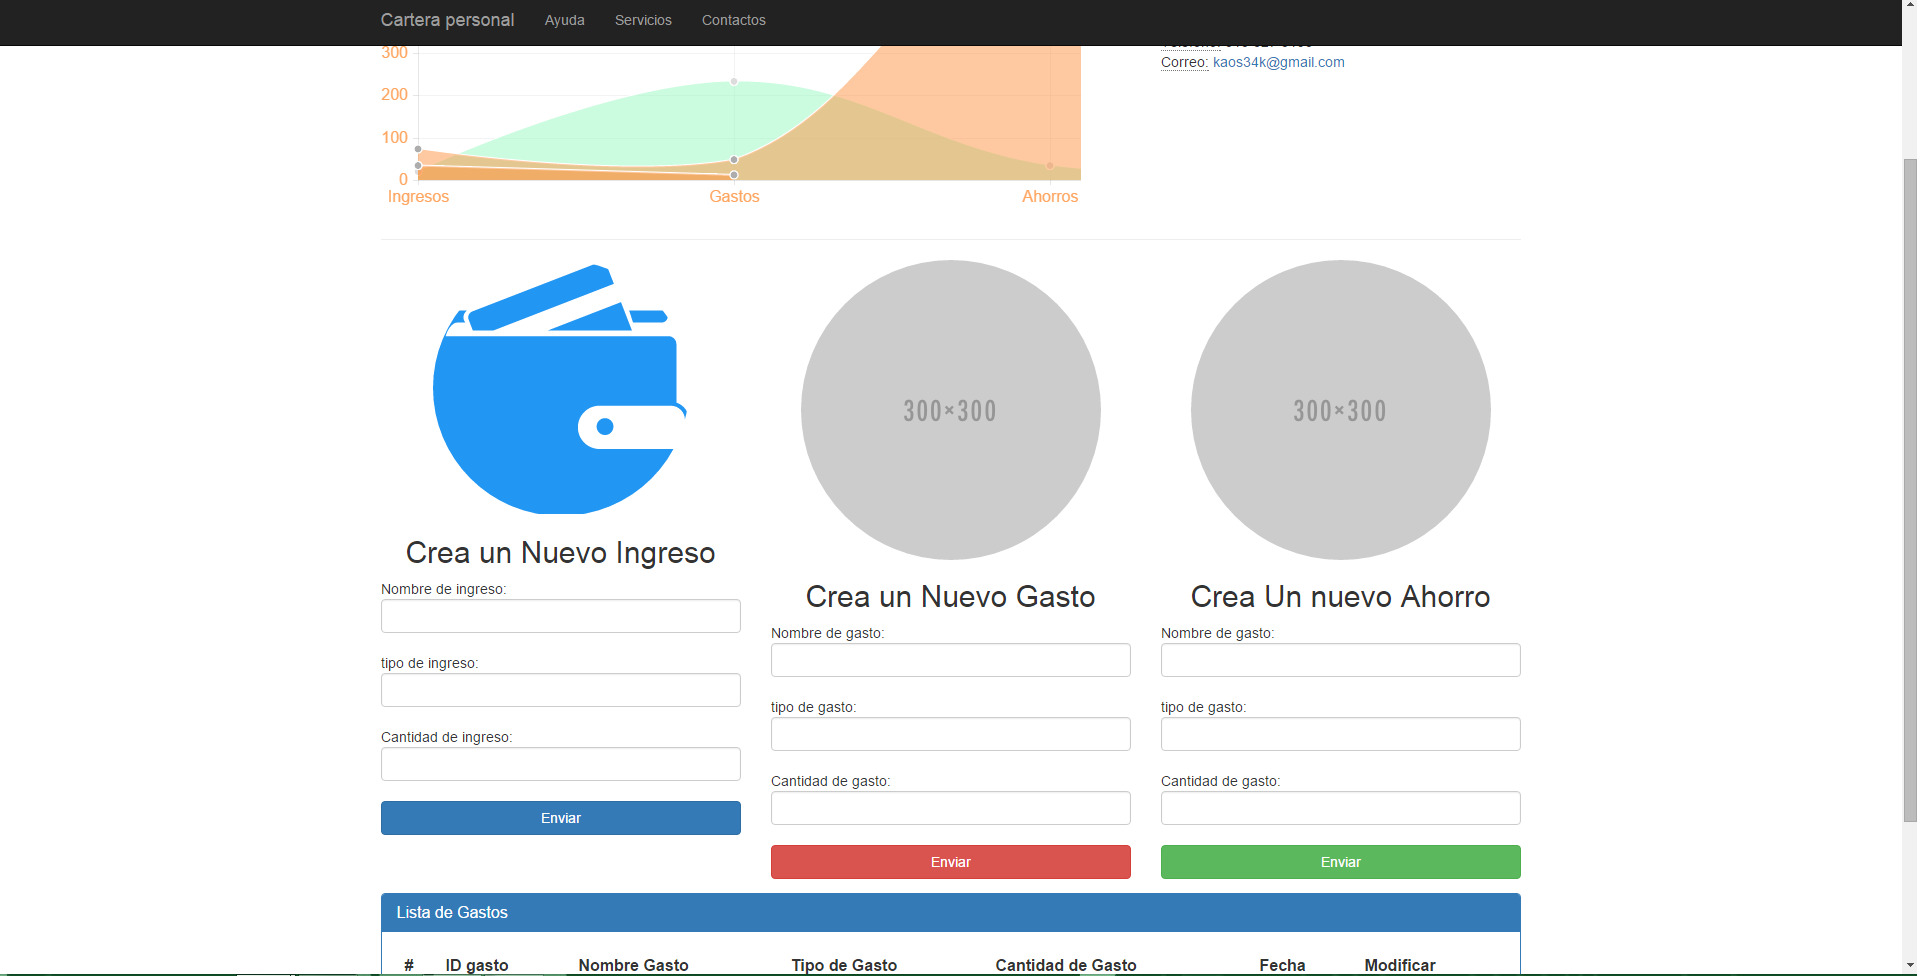 Cartera personal Ayuda Servicios Contactos
300
200
100
0
Ingresos Gastos Ahorros
Correo: kaos34k@gmail.com
300×300
300×300
Crea un Nuevo Ingreso
Nombre de ingreso:
tipo de ingreso:
Cantidad de ingreso:
Enviar
Crea un Nuevo Gasto
Nombre de gasto:
tipo de gasto:
Cantidad de gasto:
Enviar
Crea Un nuevo Ahorro
Nombre de gasto:
tipo de gasto:
Cantidad de gasto:
Enviar
Lista de Gastos
# ID gasto Nombre Gasto Tipo de Gasto Cantidad de Gasto Fecha Modificar